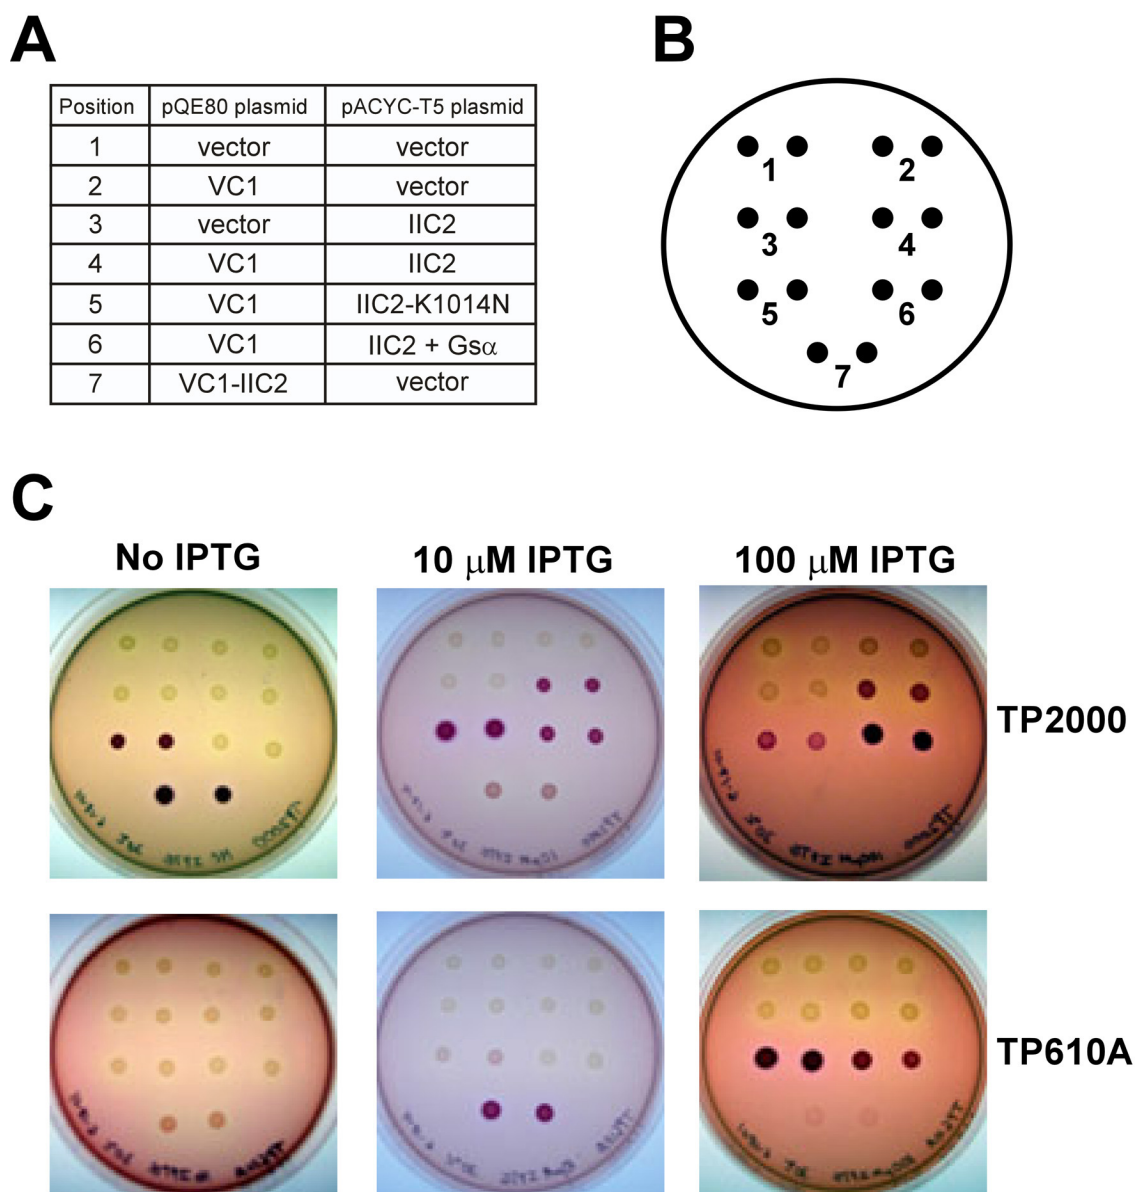 A
Position pQE80 plasmid pACYC-T5 plasmid
1 vector vector
2 VC1 vector
3 vector IIC2
4 VC1 IIC2
5 VC1 IIC2-K1014N
6 VC1 IIC2 + Gsα
7 VC1-IIC2 vector
B
1 2
3 4
5 6
7
C
No IPTG 10 μM IPTG 100 μM IPTG
TP2000
TP610A